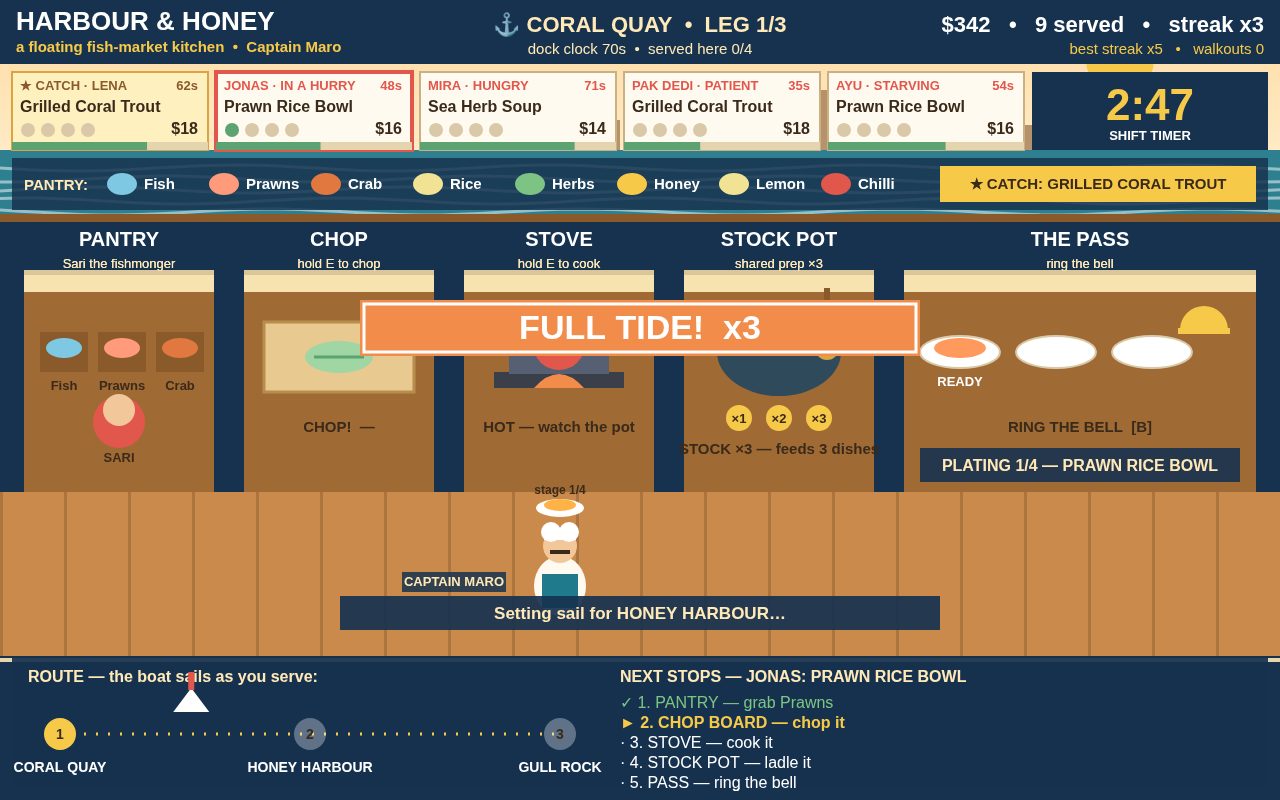 HARBOUR & HONEY
a floating fish-market kitchen • Captain Maro
⚓ CORAL QUAY • LEG 1/3
dock clock 70s • served here 0/4
$342 • 9 served • streak x3
best streak x5 • walkouts 0
★ CATCH · LENA 62s
Grilled Coral Trout
$18
JONAS · IN A HURRY 48s
Prawn Rice Bowl
$16
MIRA · HUNGRY 71s
Sea Herb Soup
$14
PAK DEDI · PATIENT 35s
Grilled Coral Trout
$18
AYU · STARVING 54s
Prawn Rice Bowl
$16
2:47
SHIFT TIMER
PANTRY: Fish Prawns Crab Rice Herbs Honey Lemon Chilli
★ CATCH: GRILLED CORAL TROUT
PANTRY
Sari the fishmonger
CHOP
hold E to chop
STOVE
hold E to cook
STOCK POT
shared prep ×3
THE PASS
ring the bell
FULL TIDE! x3
Fish Prawns Crab
SARI
CHOP! —
HOT — watch the pot
×1 ×2 ×3
STOCK ×3 — feeds 3 dishes
READY
RING THE BELL [B]
PLATING 1/4 — PRAWN RICE BOWL
stage 1/4
CAPTAIN MARO
Setting sail for HONEY HARBOUR…
ROUTE — the boat sails as you serve:
1 2 3
CORAL QUAY HONEY HARBOUR GULL ROCK
NEXT STOPS — JONAS: PRAWN RICE BOWL
✓ 1. PANTRY — grab Prawns
► 2. CHOP BOARD — chop it
· 3. STOVE — cook it
· 4. STOCK POT — ladle it
· 5. PASS — ring the bell